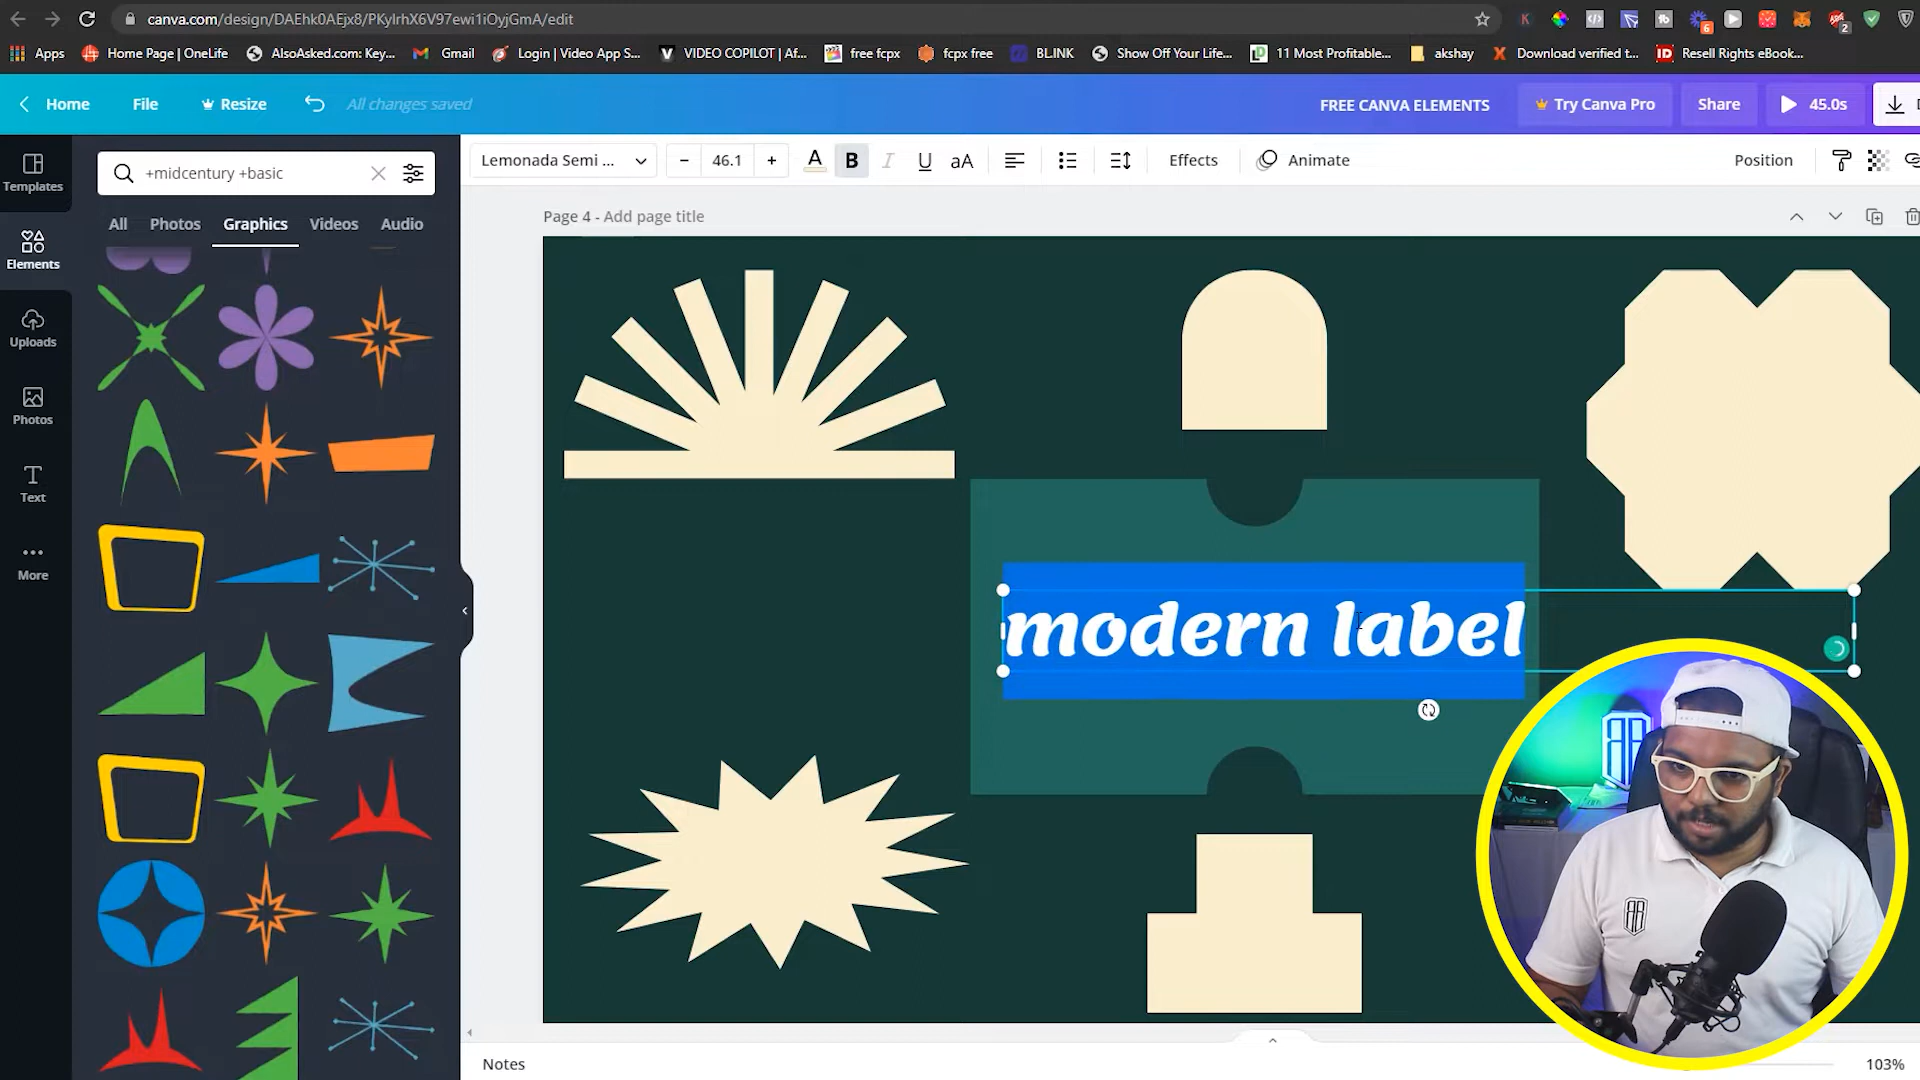 canva.com/design/DAEhk0AEjx8/PKyIrhX6V97ewi1iOyjGmA/edit
6
2
Apps
Home Page | OneLife
AlsoAsked.com: Key...
Gmail
Login | Video App S...
VIDEO COPILOT | Af...
free fcpx
fcpx free
BLINK
Show Off Your Life...
11 Most Profitable...
akshay
Download verified t...
Resell Rights eBook...
Home
File
Resize
All changes saved
FREE CANVA ELEMENTS
Try Canva Pro
Share
45.0s
Templates
Elements
Uploads
Photos
Text
More
+midcentury +basic
All
Photos
Graphics
Videos
Audio
Lemonada Semi ...
46.1
A
B
I
U
aA
Effects
Animate
Position
Page 4 - Add page title
modern label
Notes
103%